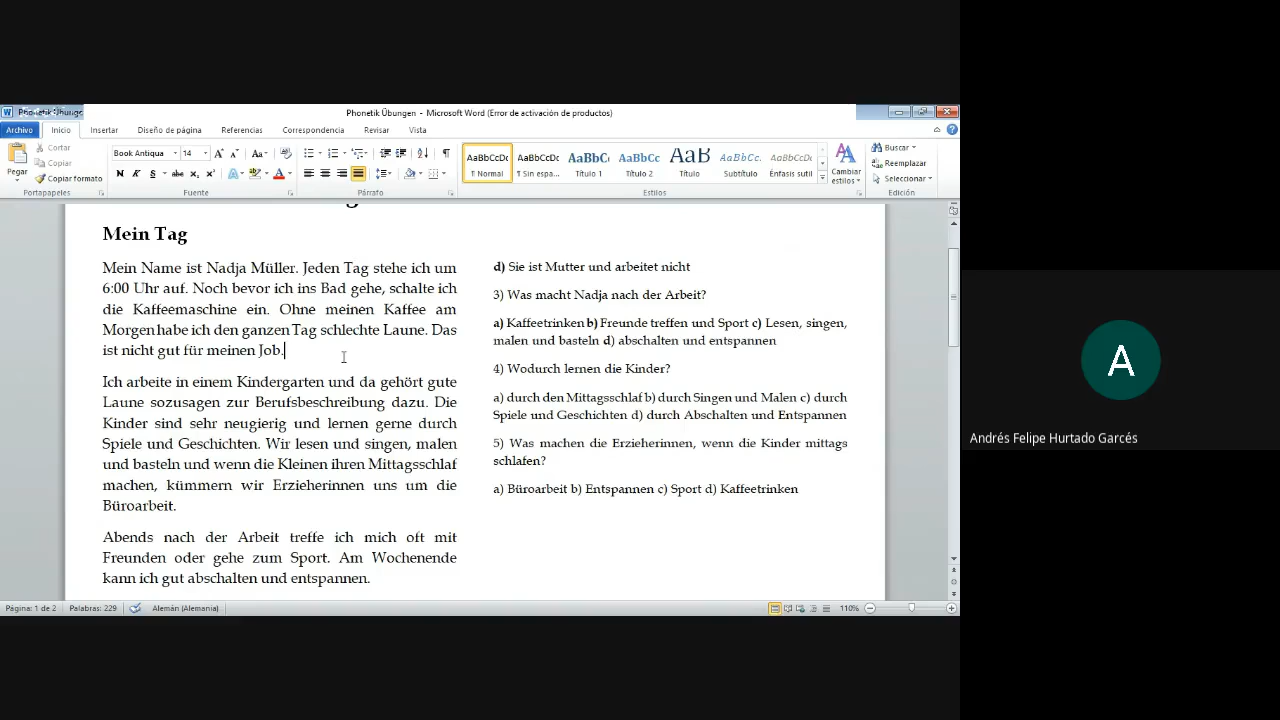 Phonetik Übungen - Microsoft Word (Error de activación de productos)
Archivo Inicio Insertar Diseño de página Referencias Correspondencia Revisar Vista
Pegar
Cortar
Copiar
Copiar formato
Portapapeles
Book Antiqua 14
N K S abc x₂ x²
Fuente
Párrafo
AaBbCcDc AaBbCcDc AaBbC AaBbCc AaB AaBbCc. AaBbCcDc
¶ Normal ¶ Sin espa... Título 1 Título 2 Título Subtítulo Énfasis sutil
Cambiar estilos
Estilos
Buscar
Reemplazar
Seleccionar
Edición
Mein Tag
Mein Name ist Nadja Müller. Jeden Tag stehe ich um
6:00 Uhr auf. Noch bevor ich ins Bad gehe, schalte ich
die Kaffeemaschine ein. Ohne meinen Kaffee am
Morgen habe ich den ganzen Tag schlechte Laune. Das
ist nicht gut für meinen Job.
Ich arbeite in einem Kindergarten und da gehört gute
Laune sozusagen zur Berufsbeschreibung dazu. Die
Kinder sind sehr neugierig und lernen gerne durch
Spiele und Geschichten. Wir lesen und singen, malen
und basteln und wenn die Kleinen ihren Mittagsschlaf
machen, kümmern wir Erzieherinnen uns um die
Büroarbeit.
Abends nach der Arbeit treffe ich mich oft mit
Freunden oder gehe zum Sport. Am Wochenende
kann ich gut abschalten und entspannen.
d) Sie ist Mutter und arbeitet nicht
3) Was macht Nadja nach der Arbeit?
a) Kaffeetrinken b) Freunde treffen und Sport c) Lesen, singen,
malen und basteln d) abschalten und entspannen
4) Wodurch lernen die Kinder?
a) durch den Mittagsschlaf b) durch Singen und Malen c) durch
Spiele und Geschichten d) durch Abschalten und Entspannen
5) Was machen die Erzieherinnen, wenn die Kinder mittags
schlafen?
a) Büroarbeit b) Entspannen c) Sport d) Kaffeetrinken
Página: 1 de 2 Palabras: 229 Alemán (Alemania) 110%
A
Andrés Felipe Hurtado Garcés